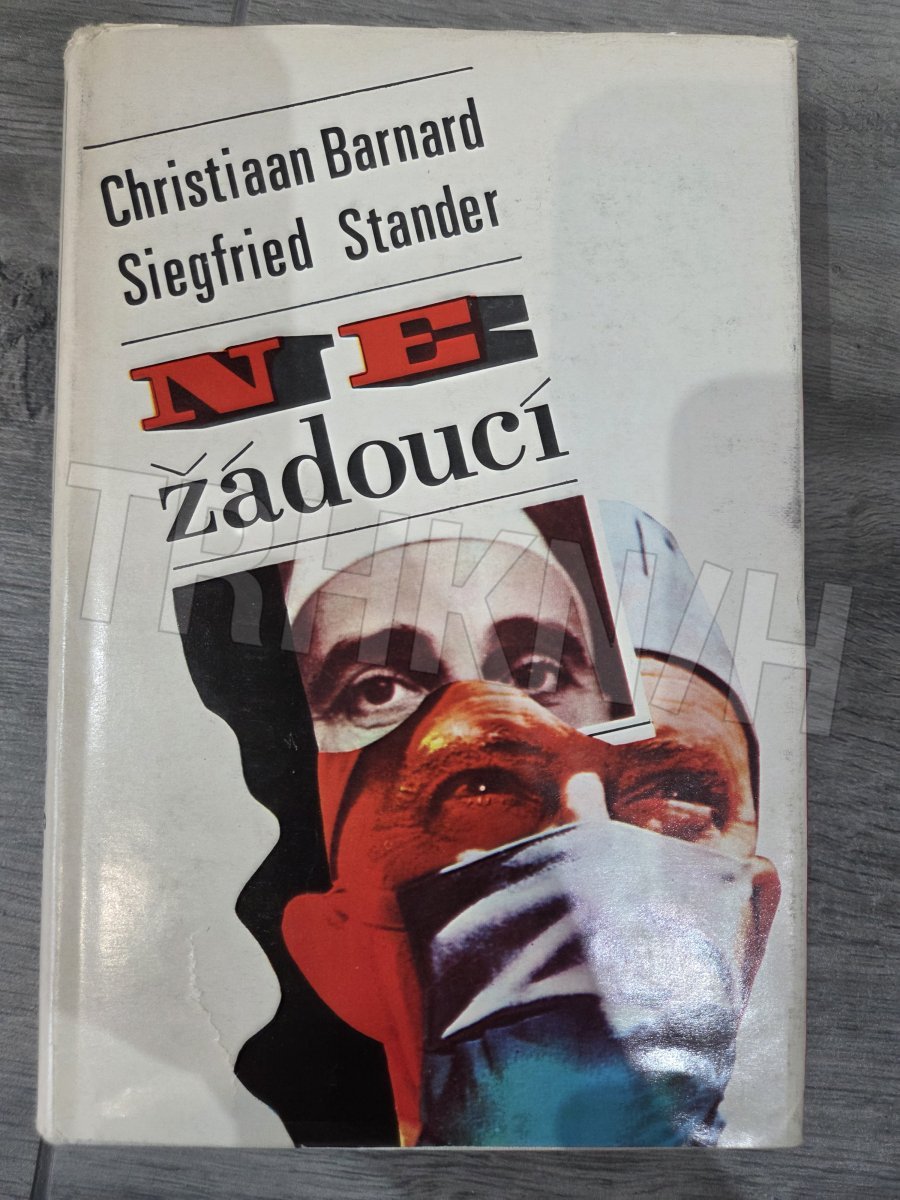 Christiaan Barnard
Siegfried Stander
NE
žádoucí
TRHKNIH